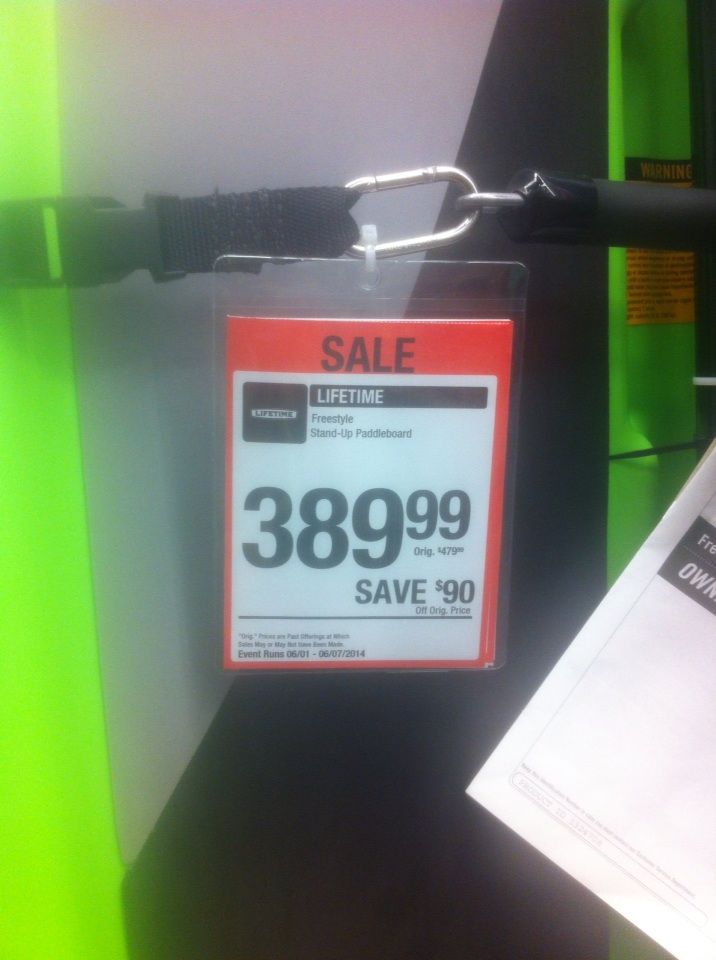 WARNING
SALE
LIFETIME
LIFETIME
Freestyle
Stand-Up Paddleboard
38999
Orig. $47999
SAVE $90
Off Orig. Price
"Orig." Prices are Past Offerings at Which
Sales May or May Not Have Been Made.
Event Runs 06/01 - 06/07/2014
Fre
OWN
PRODUCT ID